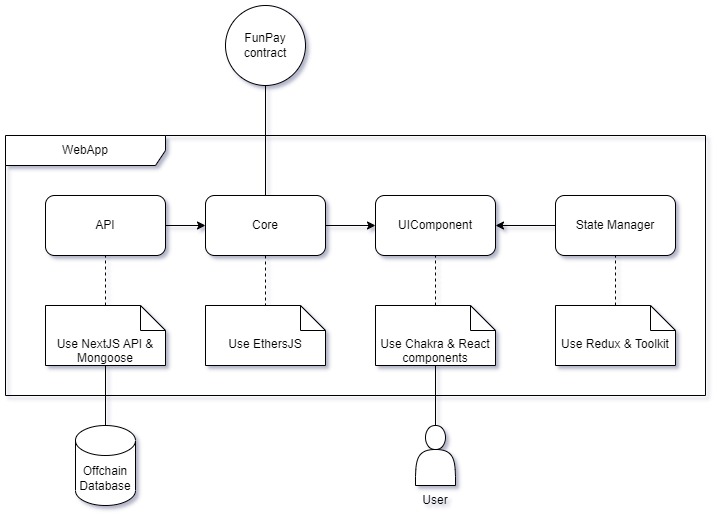 FunPay
contract
WebApp
API
Core
UIComponent
State Manager
Use NextJS API &
Mongoose
Use EthersJS
Use Chakra & React
components
Use Redux & Toolkit
Offchain
Database
User